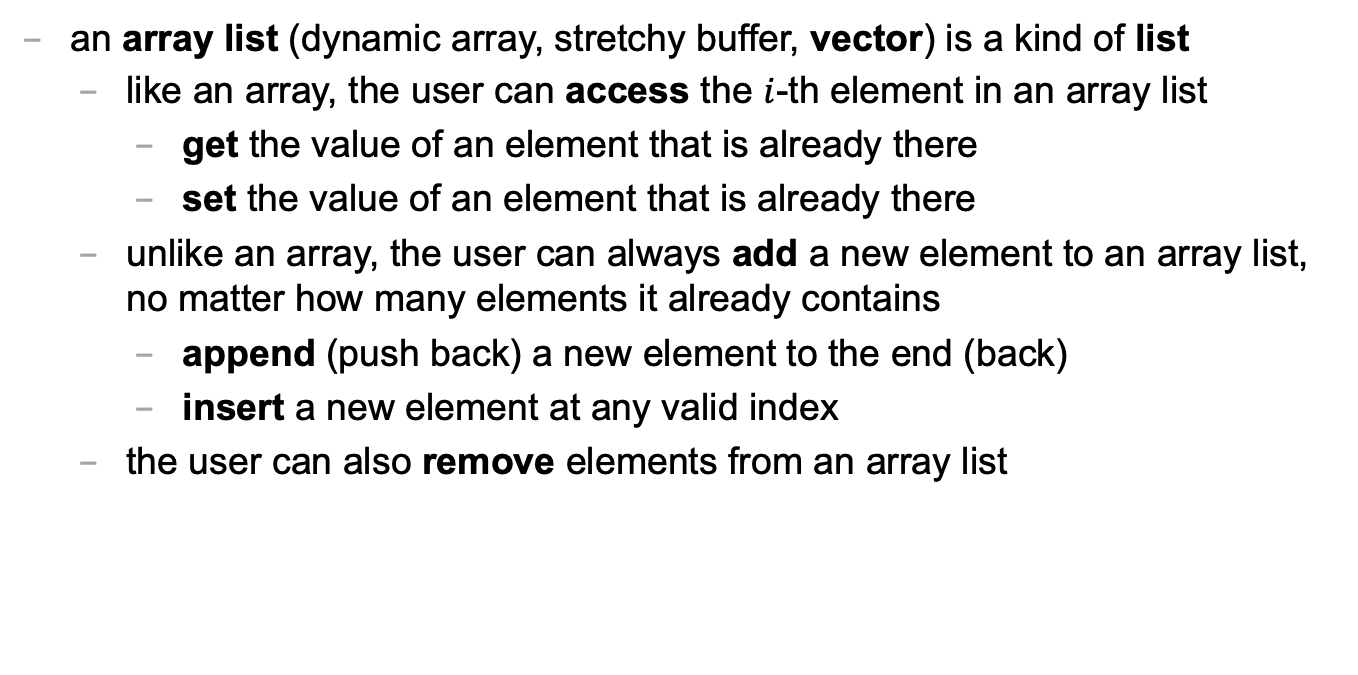 – an array list (dynamic array, stretchy buffer, vector) is a kind of list
– like an array, the user can access the i-th element in an array list
– get the value of an element that is already there
– set the value of an element that is already there
– unlike an array, the user can always add a new element to an array list,
no matter how many elements it already contains
– append (push back) a new element to the end (back)
– insert a new element at any valid index
– the user can also remove elements from an array list